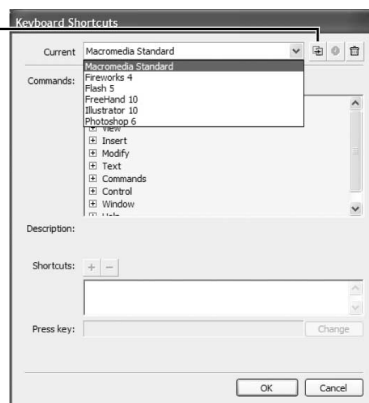 Keyboard Shortcuts
Current
Macromedia Standard
Macromedia Standard
Fireworks 4
Flash 5
FreeHand 10
Illustrator 10
Photoshop 6
Commands:
View
Insert
Modify
Text
Commands
Control
Window
Help
Description:
Shortcuts:
Press key:
Change
OK
Cancel